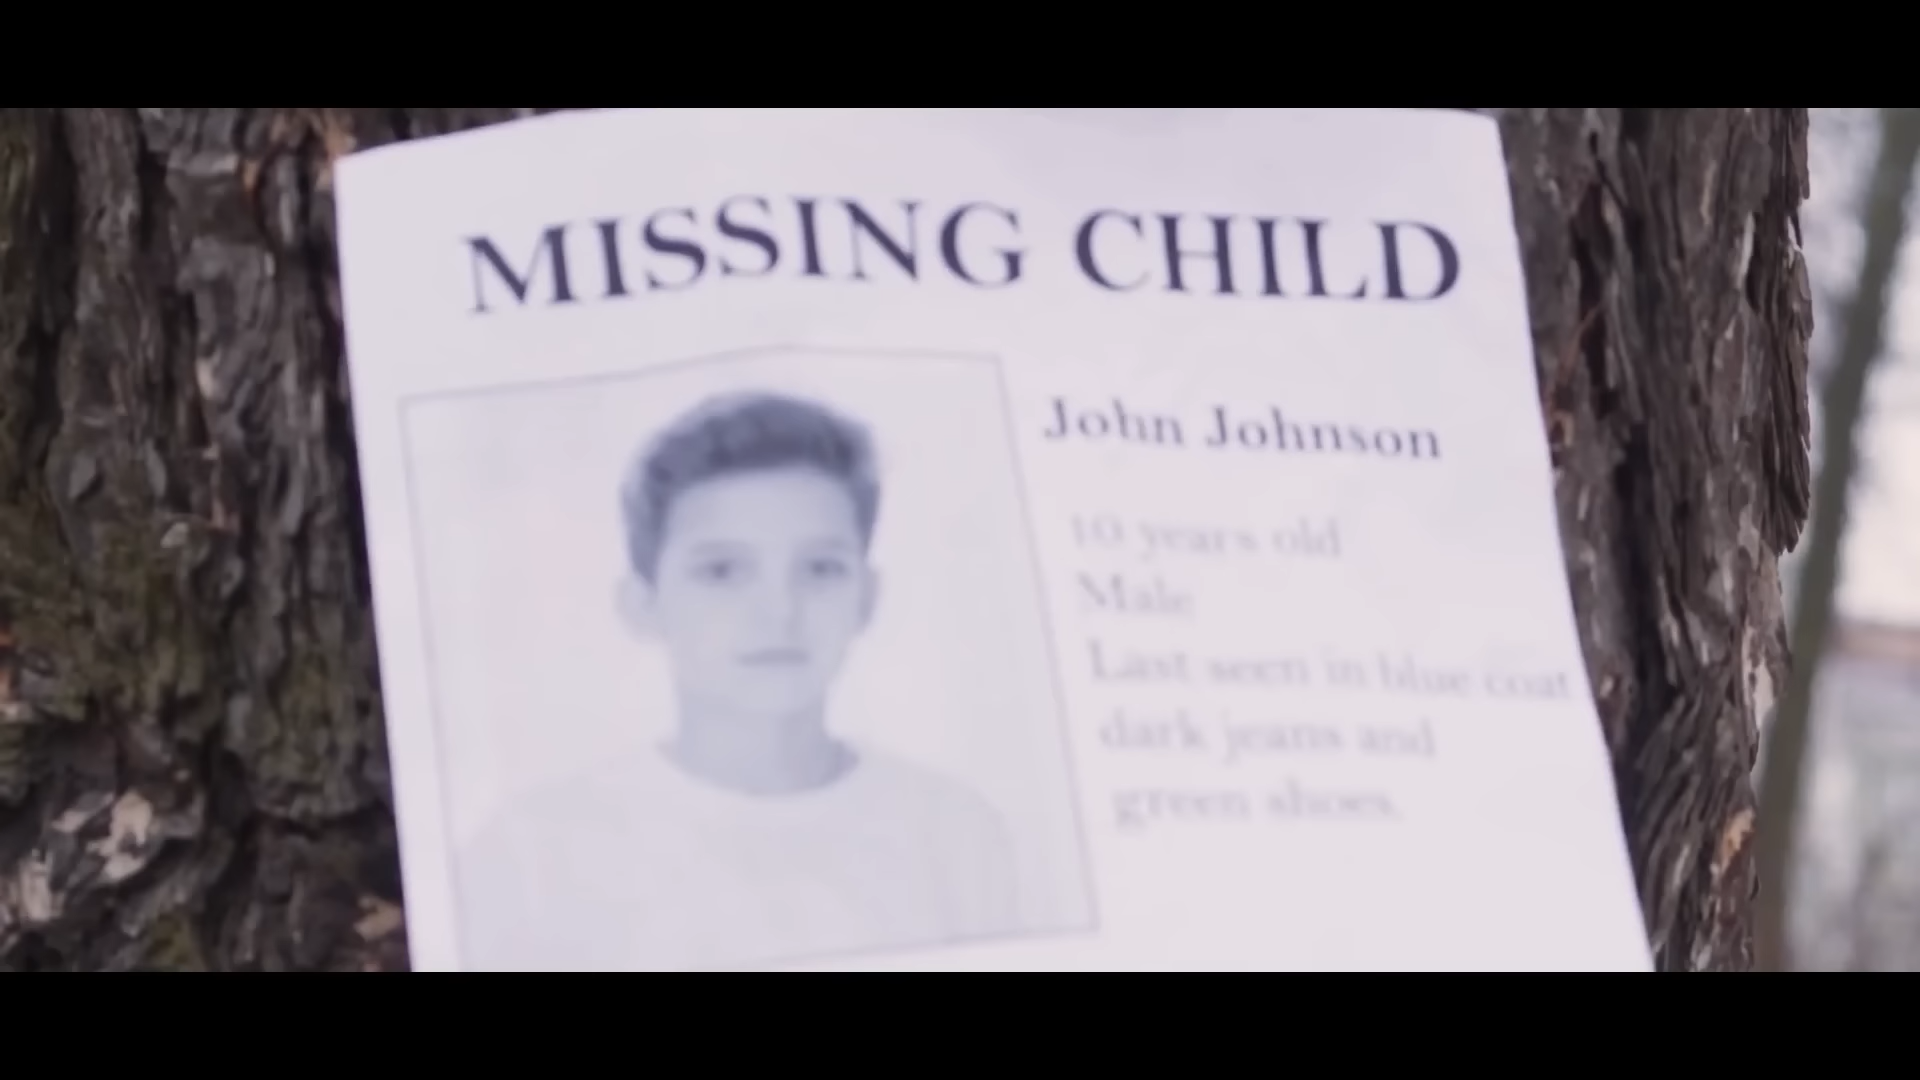 MISSING CHILD
John Johnson
10 years old
Male
Last seen in blue coat
dark jeans and
green shoes.